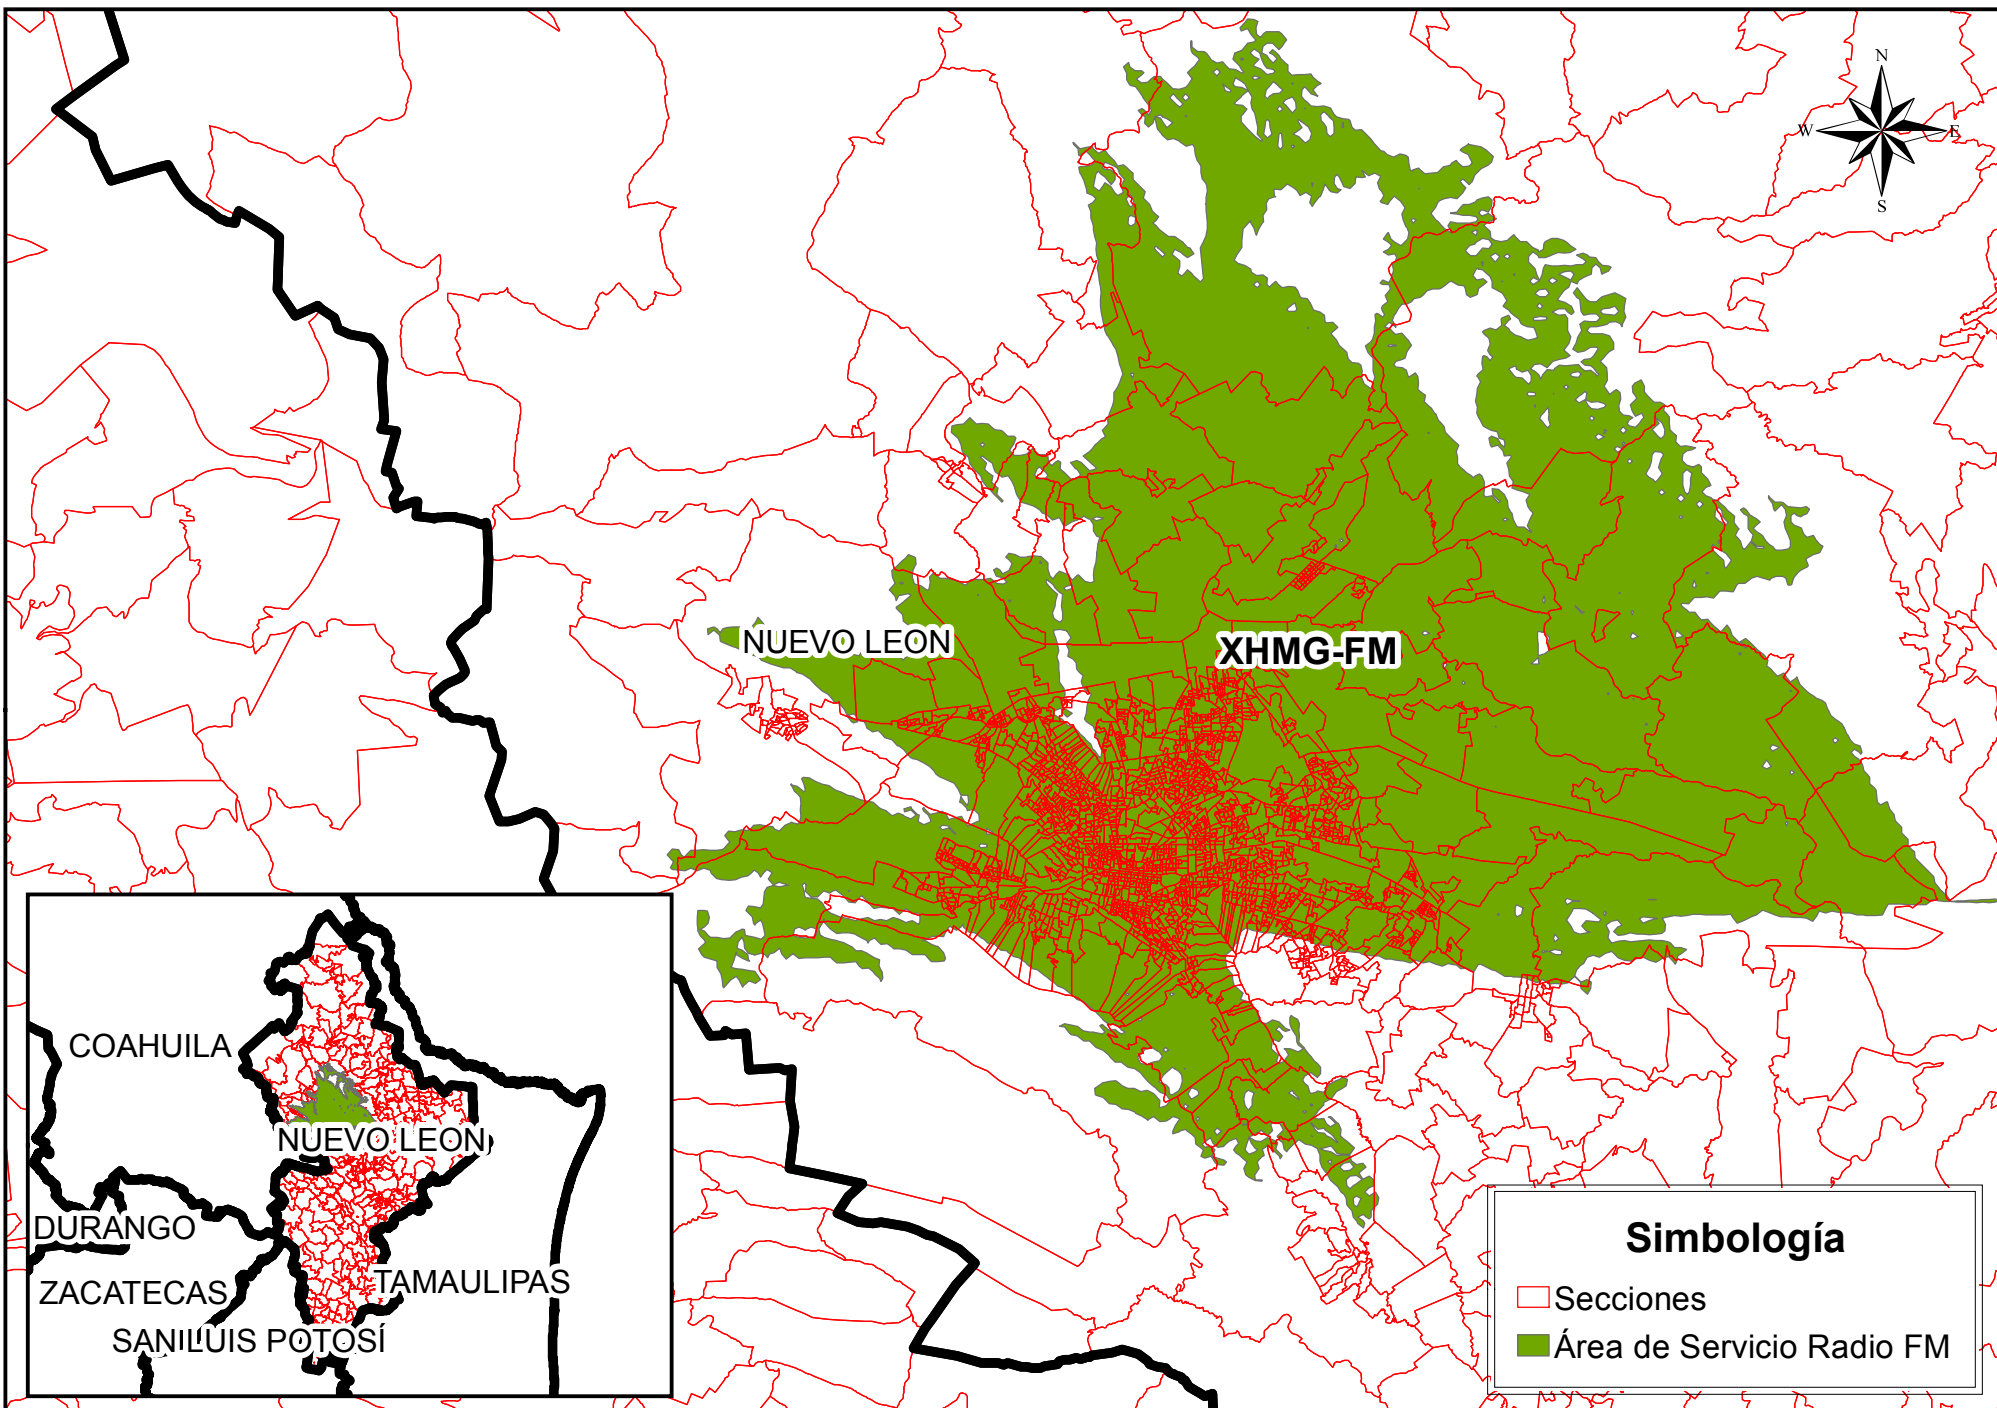 N
W E
S
NUEVO LEON
XHMG-FM
COAHUILA
NUEVO LEON
DURANGO
ZACATECAS
TAMAULIPAS
SAN LUIS POTOSÍ
Simbología
Secciones
Área de Servicio Radio FM